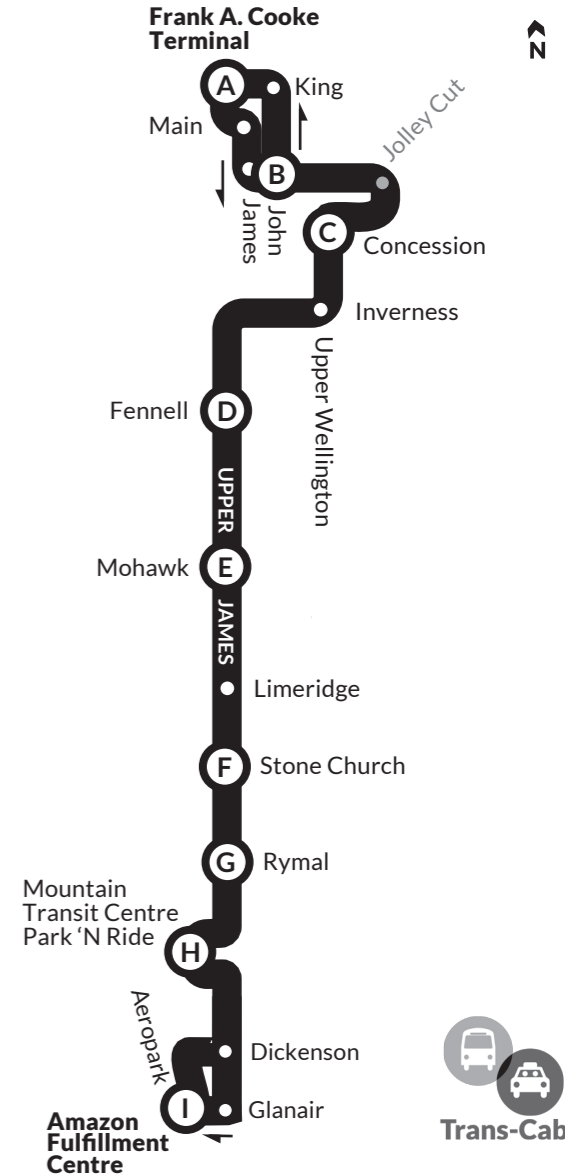 Frank A. Cooke
Terminal
N
A
King
Main
Jolley Cut
B
James
John
C
Concession
Inverness
Upper Wellington
Fennell
D
UPPER
Mohawk
E
JAMES
Limeridge
F
Stone Church
G
Rymal
Mountain
Transit Centre
Park ‘N Ride
H
Aeropark
Dickenson
I
Glanair
Amazon
Fulfillment
Centre
Trans-Cab